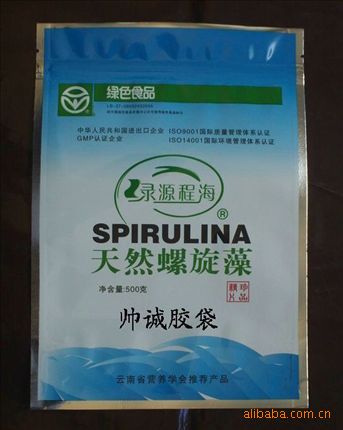 绿色食品
中华人民共和国进出口企业 ISO9001国际质量管理体系认证
GMP认证企业 ISO14001国际环境管理体系认证
绿源程海®
SPIRULINA
天然螺旋藻
净含量:500克
精片 珍品
帅诚胶袋
云南省营养学会推荐产品
alibaba.com.cn